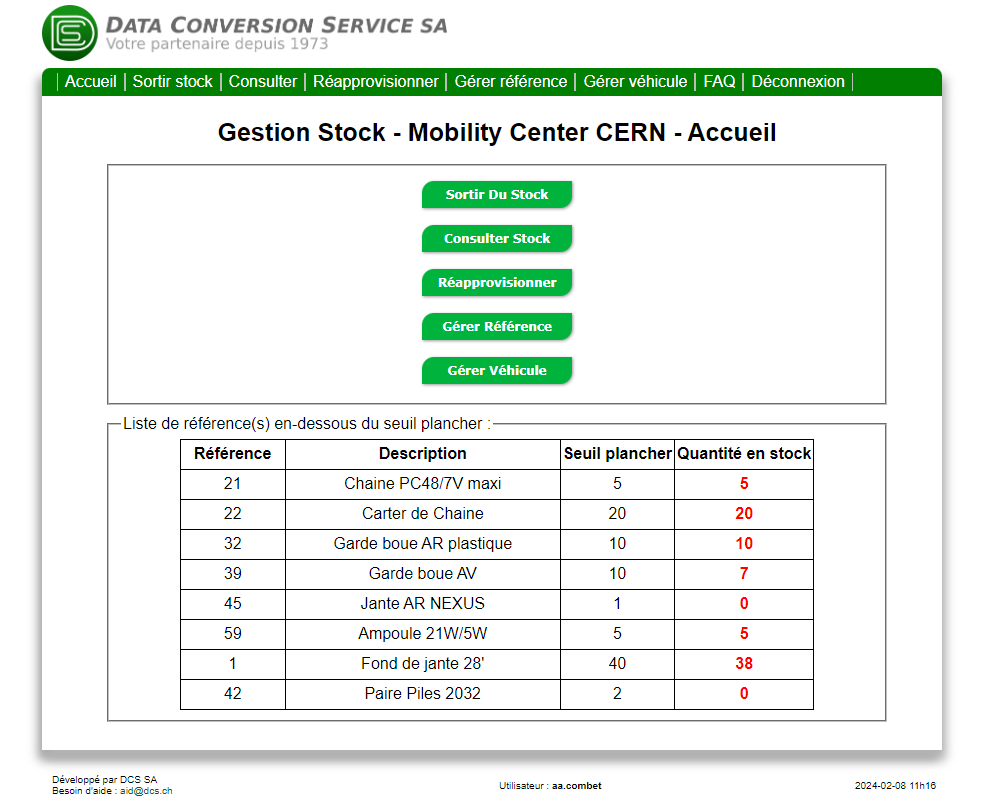 DATA CONVERSION SERVICE SA
Votre partenaire depuis 1973
| Accueil | Sortir stock | Consulter | Réapprovisionner | Gérer référence | Gérer véhicule | FAQ | Déconnexion |
Gestion Stock - Mobility Center CERN - Accueil
Sortir Du Stock
Consulter Stock
Réapprovisionner
Gérer Référence
Gérer Véhicule
Liste de référence(s) en-dessous du seuil plancher :
Référence Description Seuil plancher Quantité en stock
21 Chaine PC48/7V maxi 5 5
22 Carter de Chaine 20 20
32 Garde boue AR plastique 10 10
39 Garde boue AV 10 7
45 Jante AR NEXUS 1 0
59 Ampoule 21W/5W 5 5
1 Fond de jante 28' 40 38
42 Paire Piles 2032 2 0
Développé par DCS SA
Besoin d'aide : aid@dcs.ch
Utilisateur : aa.combet
2024-02-08 11h16